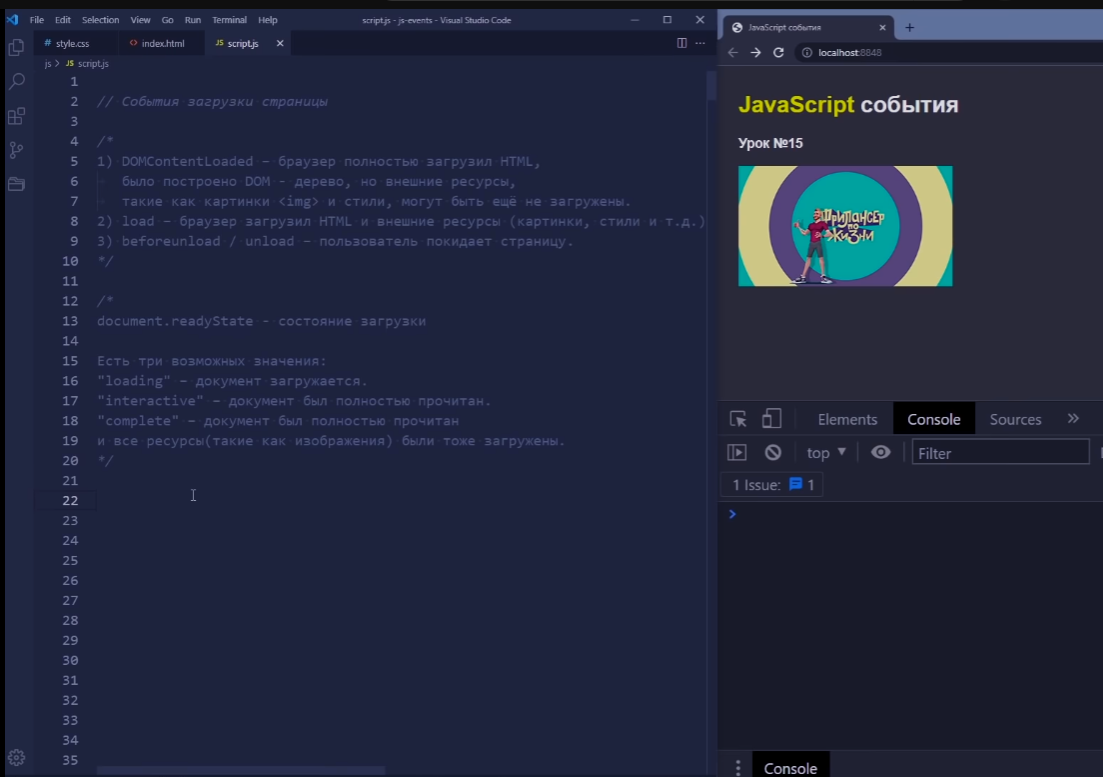 File Edit Selection View Go Run Terminal Help
script.js - js-events - Visual Studio Code
# style.css
<> index.html
JS script.js
js > JS script.js
1
2 // События загрузки страницы
3
4 /*
5 1) DOMContentLoaded – браузер полностью загрузил HTML,
6 было построено DOM - дерево, но внешние ресурсы,
7 такие как картинки <img> и стили, могут быть ещё не загружены.
8 2) load – браузер загрузил HTML и внешние ресурсы (картинки, стили и т.д.)
9 3) beforeunload / unload – пользователь покидает страницу.
10 */
11
12 /*
13 document.readyState - состояние загрузки
14
15 Есть три возможных значения:
16 "loading" – документ загружается.
17 "interactive" – документ был полностью прочитан.
18 "complete" – документ был полностью прочитан
19 и все ресурсы(такие как изображения) были тоже загружены.
20 */
21
22
23
24
25
26
27
28
29
30
31
32
33
34
35
JavaScript события
localhost:8848
JavaScript события
Урок №15
Фрилансер
по
жизни
Elements Console Sources
top Filter
1 Issue: 1
Console